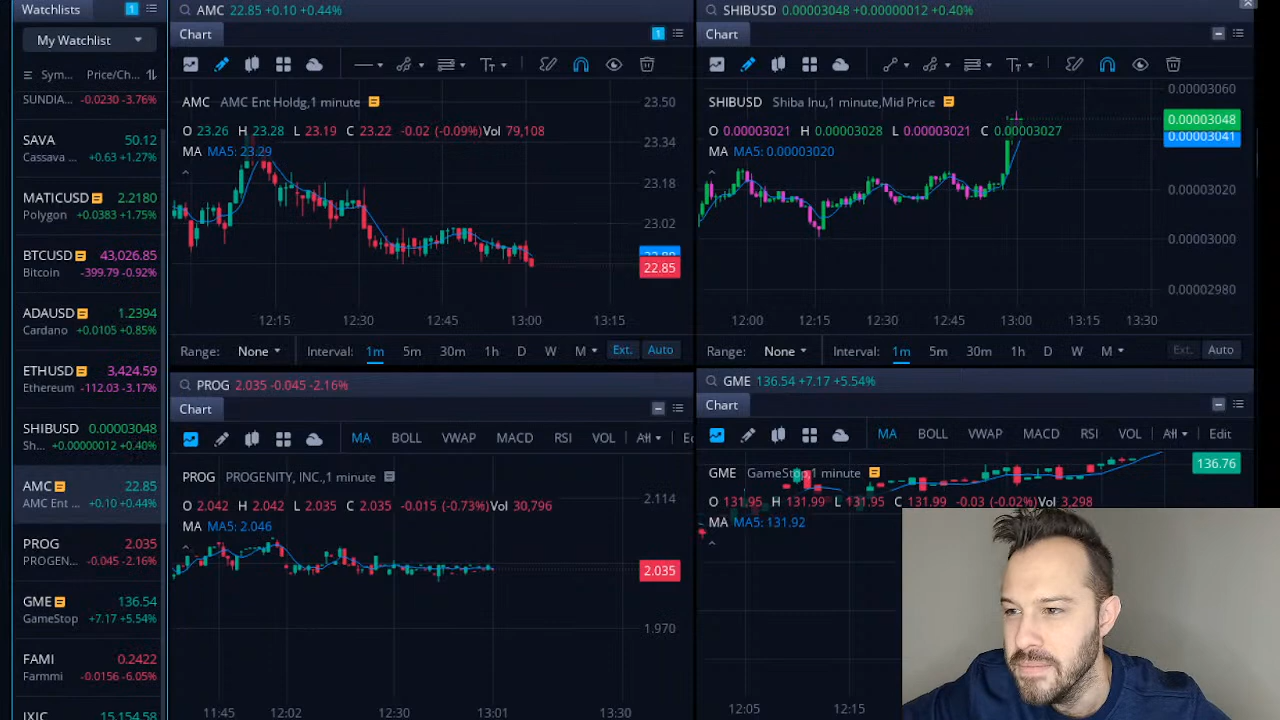 Watchlists 1
My Watchlist
Sym... Price/Ch...
SUNDIA... -0.0230 -3.76%
SAVA 50.12
Cassava ... +0.63 +1.27%
MATICUSD 2.2180
Polygon +0.0383 +1.75%
BTCUSD 43,026.85
Bitcoin -399.79 -0.92%
ADAUSD 1.2394
Cardano +0.0105 +0.85%
ETHUSD 3,424.59
Ethereum -112.03 -3.17%
SHIBUSD 0.00003048
Sh... +0.00000012 +0.40%
AMC 22.85
AMC Ent ... +0.10 +0.44%
PROG 2.035
PROGEN... -0.045 -2.16%
GME 136.54
GameStop +7.17 +5.54%
FAMI 0.2422
Farmmi -0.0156 -6.05%
IXIC 15,154.58
AMC 22.85 +0.10 +0.44%
Chart 1
Tт
AMC AMC Ent Holdg,1 minute
O 23.26 H 23.28 L 23.19 C 23.22 -0.02 (-0.09%) Vol 79,108
MA MA5: 23.29
23.50
23.34
23.18
23.02
22.85
12:15 12:30 12:45 13:00 13:15
Range: None Interval: 1m 5m 30m 1h D W M Ext. Auto
SHIBUSD 0.00003048 +0.00000012 +0.40%
Chart
Tт
SHIBUSD Shiba Inu,1 minute,Mid Price
O 0.00003021 H 0.00003028 L 0.00003021 C 0.00003027
MA MA5: 0.00003020
0.00003060
0.00003048
0.00003041
0.00003020
0.00003000
0.00002980
12:00 12:15 12:30 12:45 13:00 13:15 13:30
Range: None Interval: 1m 5m 30m 1h D W M Ext. Auto
PROG 2.035 -0.045 -2.16%
Chart
MA BOLL VWAP MACD RSI VOL
PROG PROGENITY, INC.,1 minute
O 2.042 H 2.042 L 2.035 C 2.035 -0.015 (-0.73%) Vol 30,796
MA MA5: 2.046
2.114
2.035
1.970
11:45 12:02 12:30 13:01 13:30
GME 136.54 +7.17 +5.54%
Chart
MA BOLL VWAP MACD RSI VOL Edit
GME GameStop,1 minute
136.76
O 131.95 H 131.99 L 131.95 C 131.99 -0.03 (-0.02%) Vol 3,298
MA MA5: 131.92
12:05 12:15